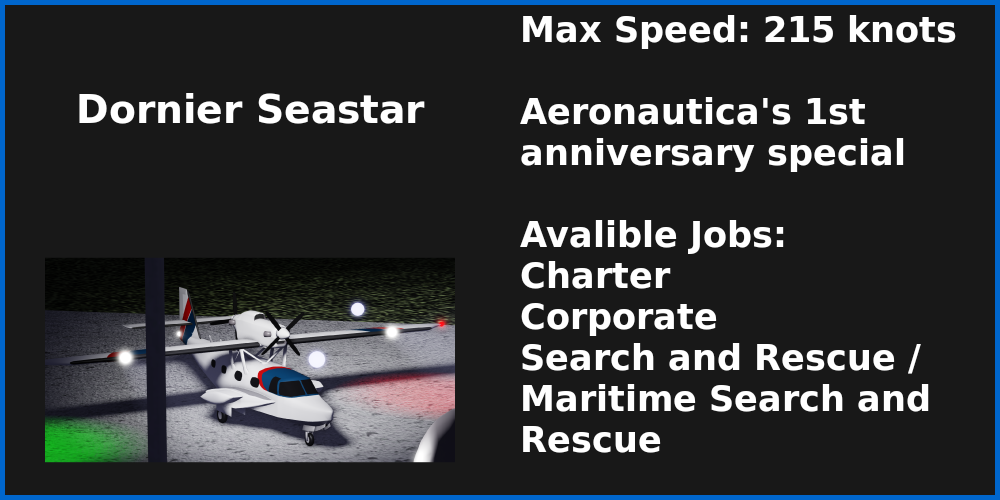 Dornier Seastar
Max Speed: 215 knots
Aeronautica's 1st
anniversary special
Avalible Jobs:
Charter
Corporate
Search and Rescue /
Maritime Search and
Rescue